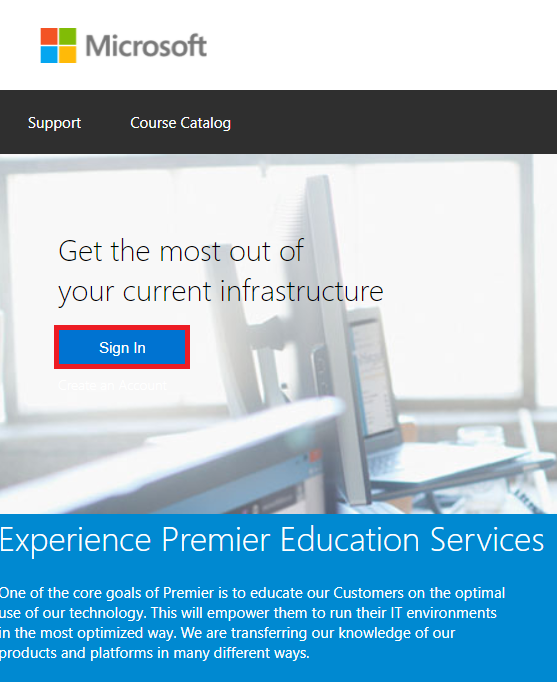 Microsoft
Support
Course Catalog
Get the most out of
your current infrastructure
Sign In
Create an Account
Experience Premier Education Services
One of the core goals of Premier is to educate our Customers on the optimal
use of our technology. This will empower them to run their IT environments
in the most optimized way. We are transferring our knowledge of our
products and platforms in many different ways.